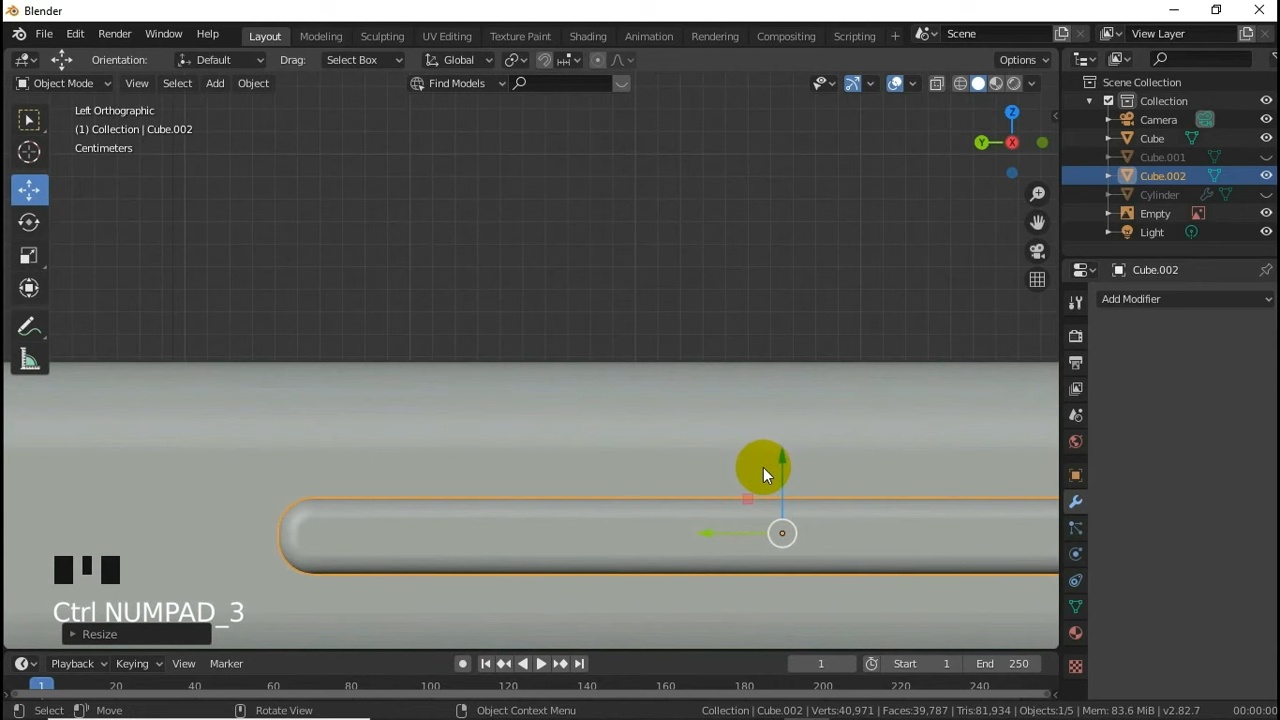 Blender
File Edit Render Window Help Layout Modeling Sculpting UV Editing Texture Paint Shading Animation Rendering Compositing Scripting + Scene View Layer
Orientation: Default Drag: Select Box Global Options
Object Mode View Select Add Object Find Models
Left Orthographic
(1) Collection | Cube.002
Centimeters
Z
Y
X
Scene Collection
Collection
Camera
Cube
Cube.001
Cube.002
Cylinder
Empty
Light
Cube.002
Add Modifier
Ctrl NUMPAD_3
Resize
Playback Keying View Marker 1 Start 1 End 250
1 20 40 60 80 100 120 140 160 180 200 220 240
Select Move Rotate View Object Context Menu Collection | Cube.002 | Verts:40,971 | Faces:39,787 | Tris:81,934 | Objects:1/5 | Mem: 83.6 MiB | v2.82.7 00:00:00